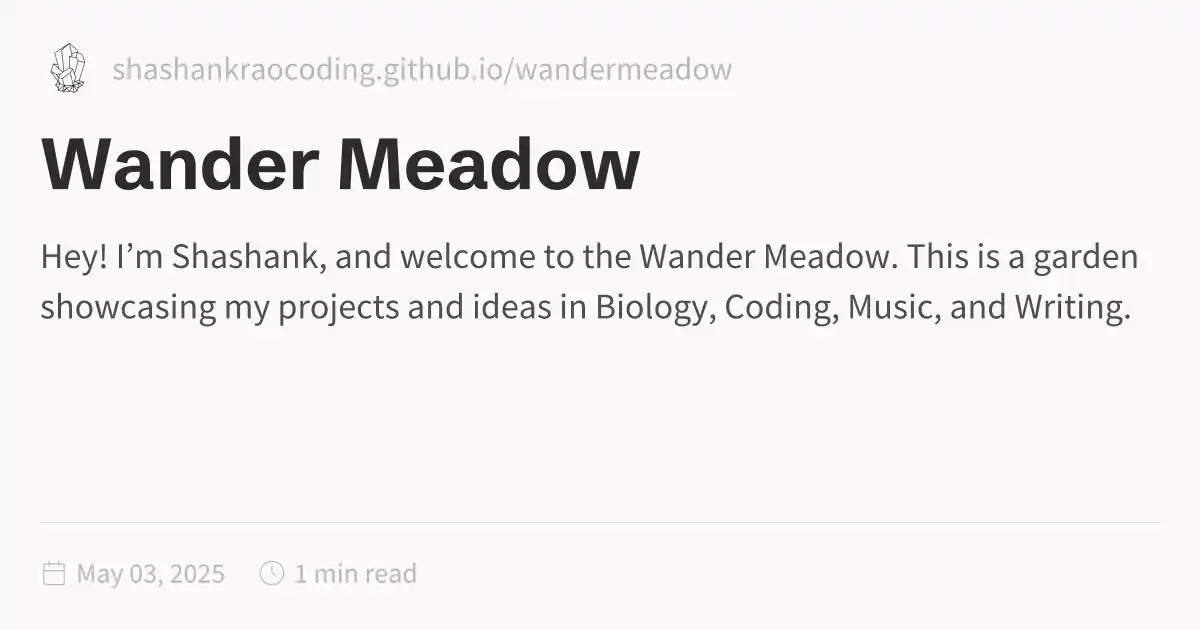 shashankraocoding.github.io/wandermeadow
Wander Meadow
Hey! I’m Shashank, and welcome to the Wander Meadow. This is a garden
showcasing my projects and ideas in Biology, Coding, Music, and Writing.
May 03, 2025 1 min read